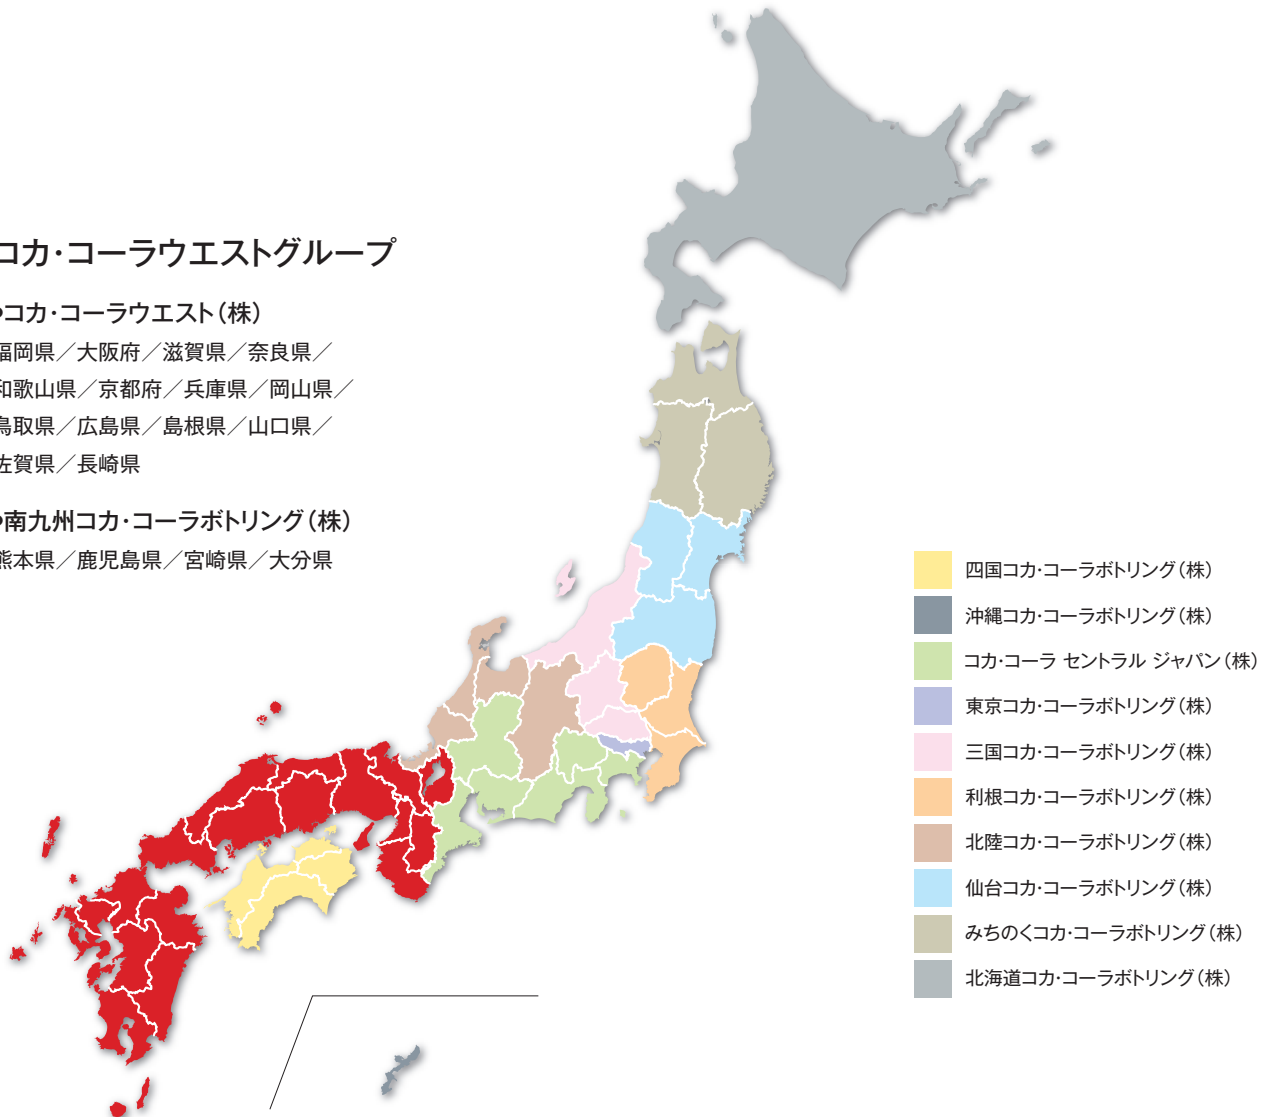 コカ・コーラウエストグループ
コカ・コーラウエスト（株）
福岡県／大阪府／滋賀県／奈良県／
和歌山県／京都府／兵庫県／岡山県／
鳥取県／広島県／島根県／山口県／
佐賀県／長崎県
南九州コカ・コーラボトリング（株）
熊本県／鹿児島県／宮崎県／大分県
四国コカ・コーラボトリング（株）
沖縄コカ・コーラボトリング（株）
コカ・コーラ セントラル ジャパン（株）
東京コカ・コーラボトリング（株）
三国コカ・コーラボトリング（株）
利根コカ・コーラボトリング（株）
北陸コカ・コーラボトリング（株）
仙台コカ・コーラボトリング（株）
みちのくコカ・コーラボトリング（株）
北海道コカ・コーラボトリング（株）